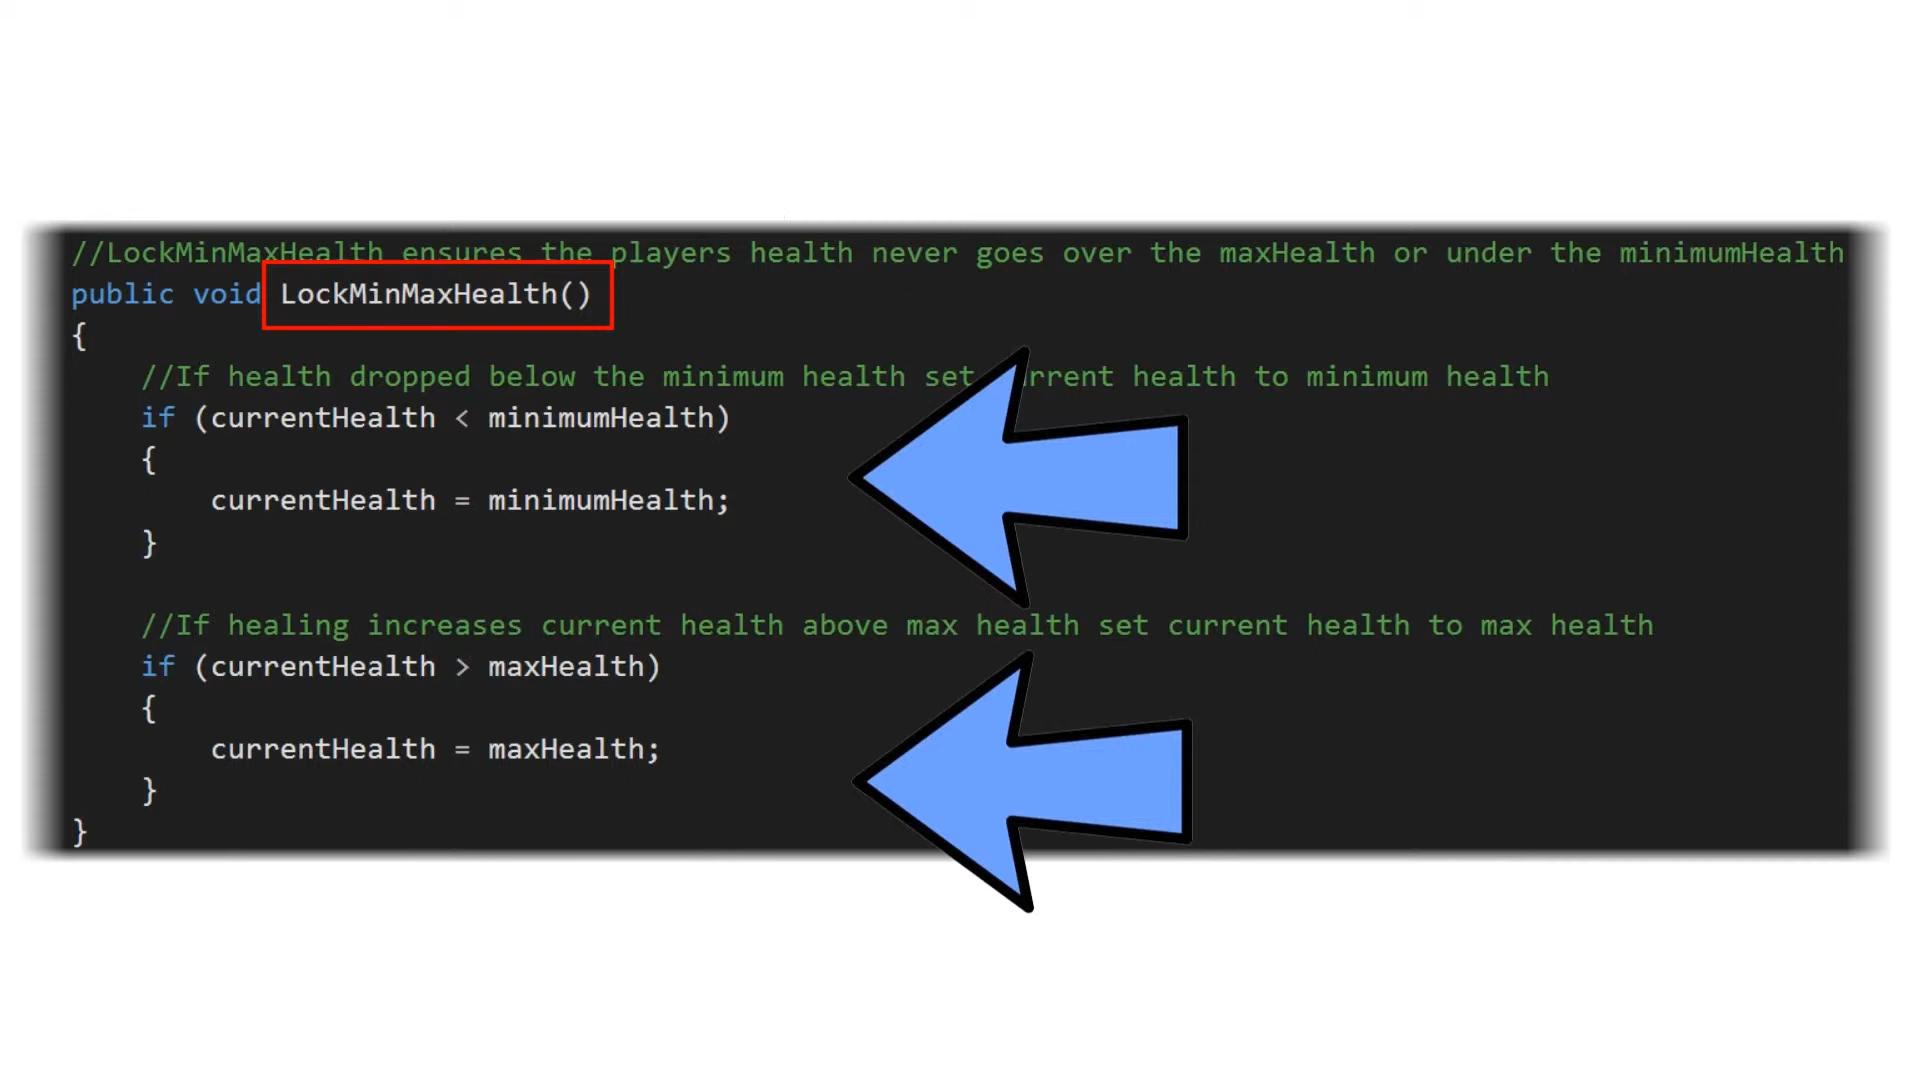 //LockMinMaxHealth ensures the players health never goes over the maxHealth or under the minimumHealth
public void LockMinMaxHealth()
{
//If health dropped below the minimum health set rrent health to minimum health
if (currentHealth < minimumHealth)
{
currentHealth = minimumHealth;
}
//If healing increases current health above max health set current health to max health
if (currentHealth > maxHealth)
{
currentHealth = maxHealth;
}
}